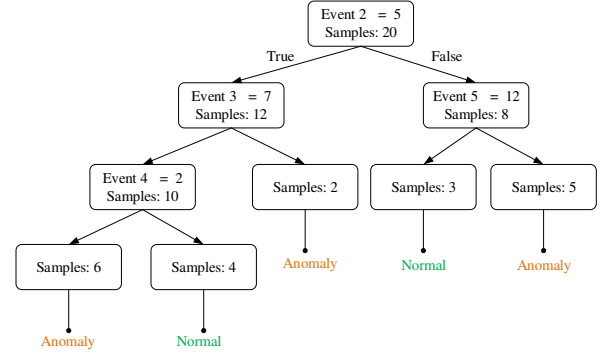 Event 2 = 5
Samples: 20
True
False
Event 3 = 7
Samples: 12
Event 5 = 12
Samples: 8
Event 4 = 2
Samples: 10
Samples: 2
Samples: 3
Samples: 5
Samples: 6
Samples: 4
Anomaly
Normal
Anomaly
Anomaly
Normal